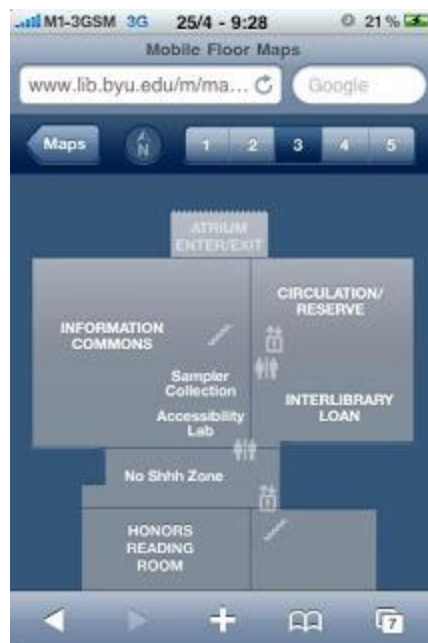 M1-3GSM 3G 25/4 - 9:28 21 %
Mobile Floor Maps
www.lib.byu.edu/m/ma... Google
Maps N 1 2 3 4 5
ATRIUM
ENTER/EXIT
CIRCULATION/
RESERVE
INFORMATION
COMMONS
Sampler
Collection
Accessibility
Lab
INTERLIBRARY
LOAN
No Shhh Zone
HONORS
READING
ROOM
7